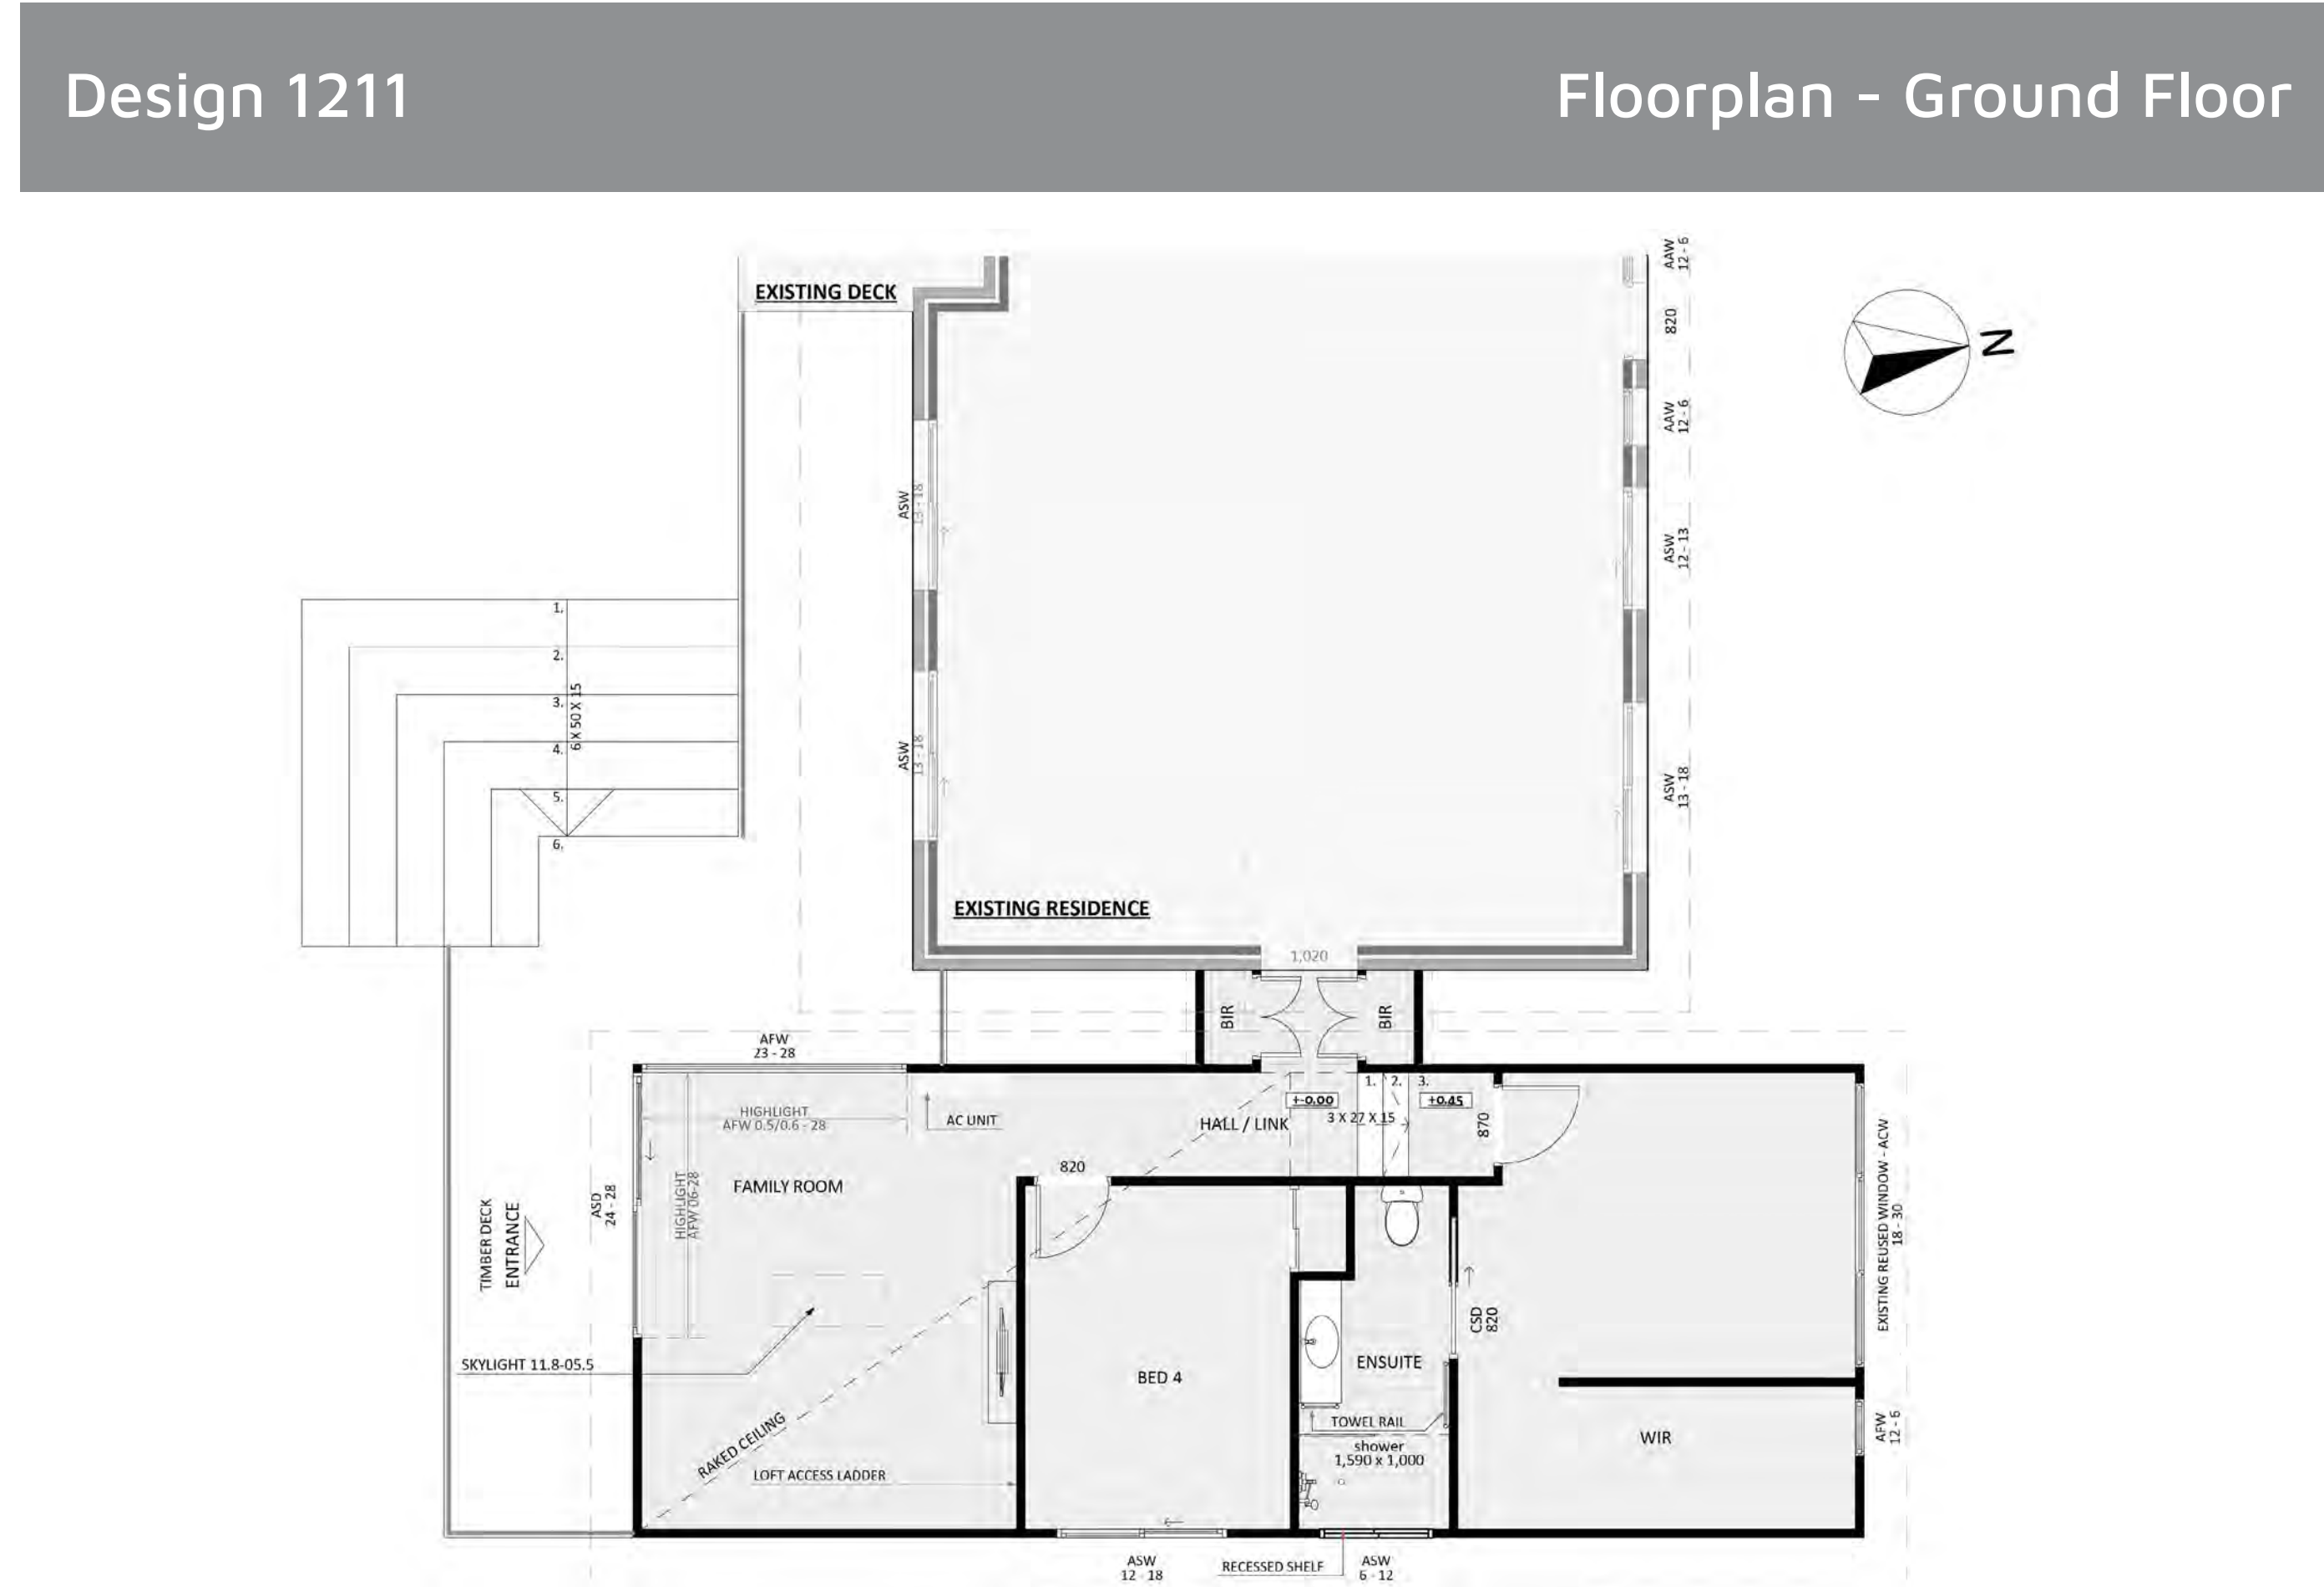 Design 1211
Floorplan - Ground Floor
EXISTING DECK
AAW
12 - 6
820
N
AAW
12 - 6
ASW
13 - 18
ASW
12 - 13
1.
2.
3.
4.
5.
6.
6 X 50 X 15
ASW
13 - 18
ASW
13 - 18
EXISTING RESIDENCE
1,020
BIR
BIR
AFW
23 - 28
HIGHLIGHT
AFW 0.5/0.6 - 28
AC UNIT
HALL / LINK
+-0.00
1.
2.
3.
3 X 27 X 15
+0.45
870
820
FAMILY ROOM
HIGHLIGHT
AFW 06-28
ASD
24 - 28
TIMBER DECK
ENTRANCE
SKYLIGHT 11.8-05.5
RAKED CEILING
LOFT ACCESS LADDER
BED 4
ENSUITE
CSD
820
TOWEL RAIL
shower
1,590 x 1,000
WIR
EXISTING REUSED WINDOW - ACW
18 - 30
AFW
12 - 6
ASW
12 - 18
RECESSED SHELF
ASW
6 - 12